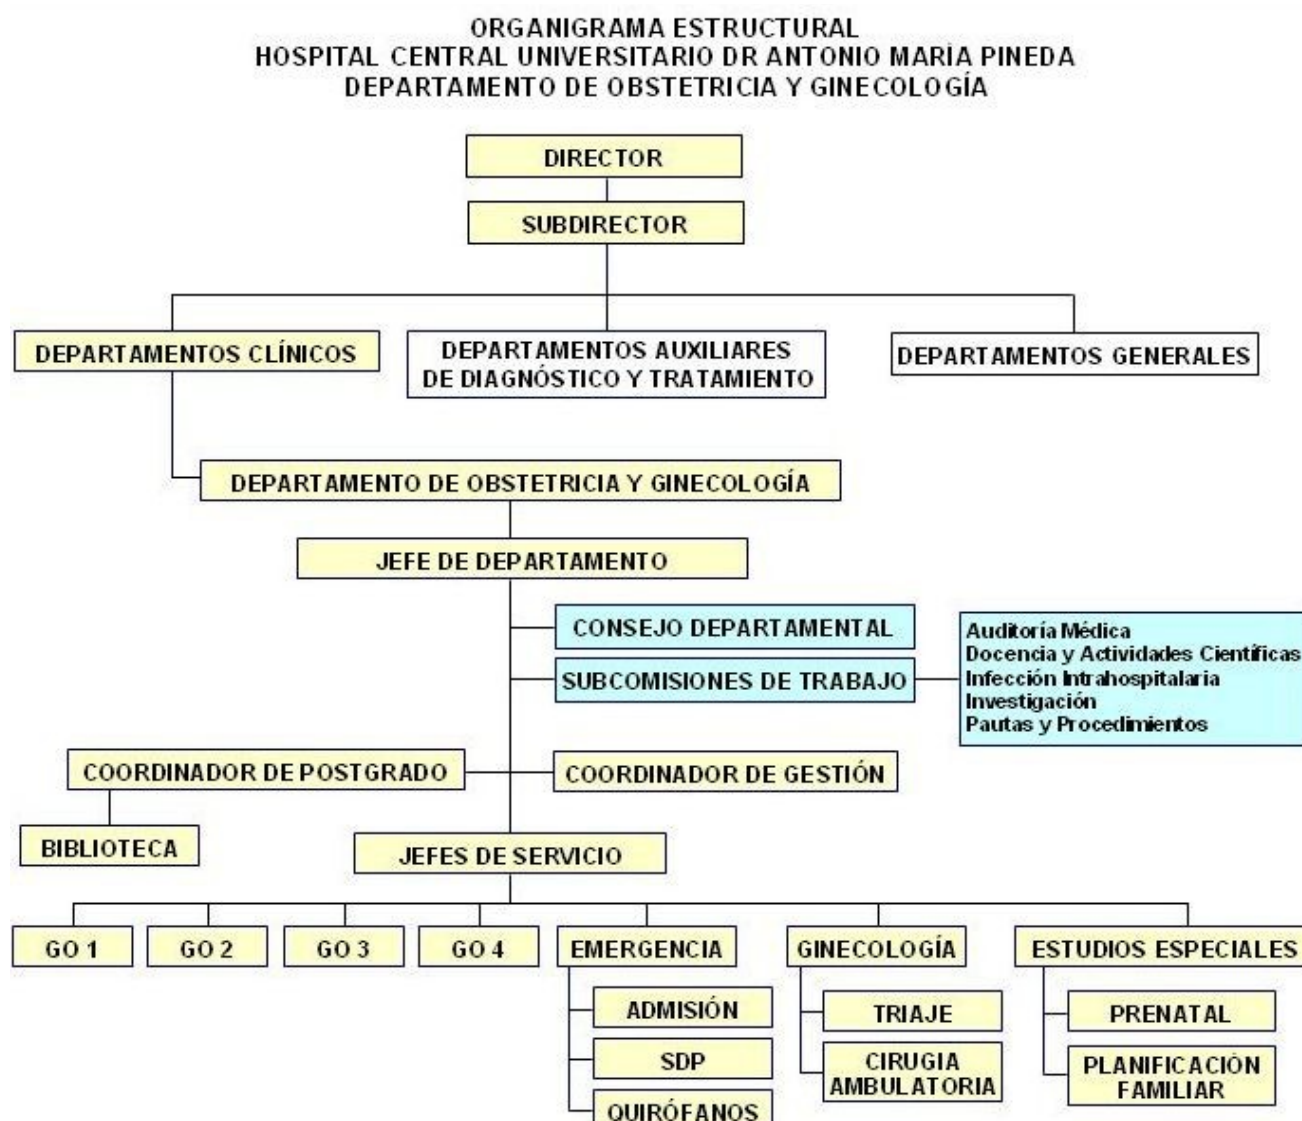 ORGANIGRAMA ESTRUCTURAL
HOSPITAL CENTRAL UNIVERSITARIO DR ANTONIO MARÍA PINEDA
DEPARTAMENTO DE OBSTETRICIA Y GINECOLOGÍA
DIRECTOR
SUBDIRECTOR
DEPARTAMENTOS CLÍNICOS
DEPARTAMENTOS AUXILIARES
DE DIAGNÓSTICO Y TRATAMIENTO
DEPARTAMENTOS GENERALES
DEPARTAMENTO DE OBSTETRICIA Y GINECOLOGÍA
JEFE DE DEPARTAMENTO
CONSEJO DEPARTAMENTAL
SUBCOMISIONES DE TRABAJO
Auditoría Médica
Docencia y Actividades Científicas
Infección Intrahospitalaria
Investigación
Pautas y Procedimientos
COORDINADOR DE POSTGRADO
COORDINADOR DE GESTIÓN
BIBLIOTECA
JEFES DE SERVICIO
GO 1
GO 2
GO 3
GO 4
EMERGENCIA
GINECOLOGÍA
ESTUDIOS ESPECIALES
ADMISIÓN
SDP
QUIRÓFANOS
TRIAJE
CIRUGIA
AMBULATORIA
PRENATAL
PLANIFICACIÓN
FAMILIAR